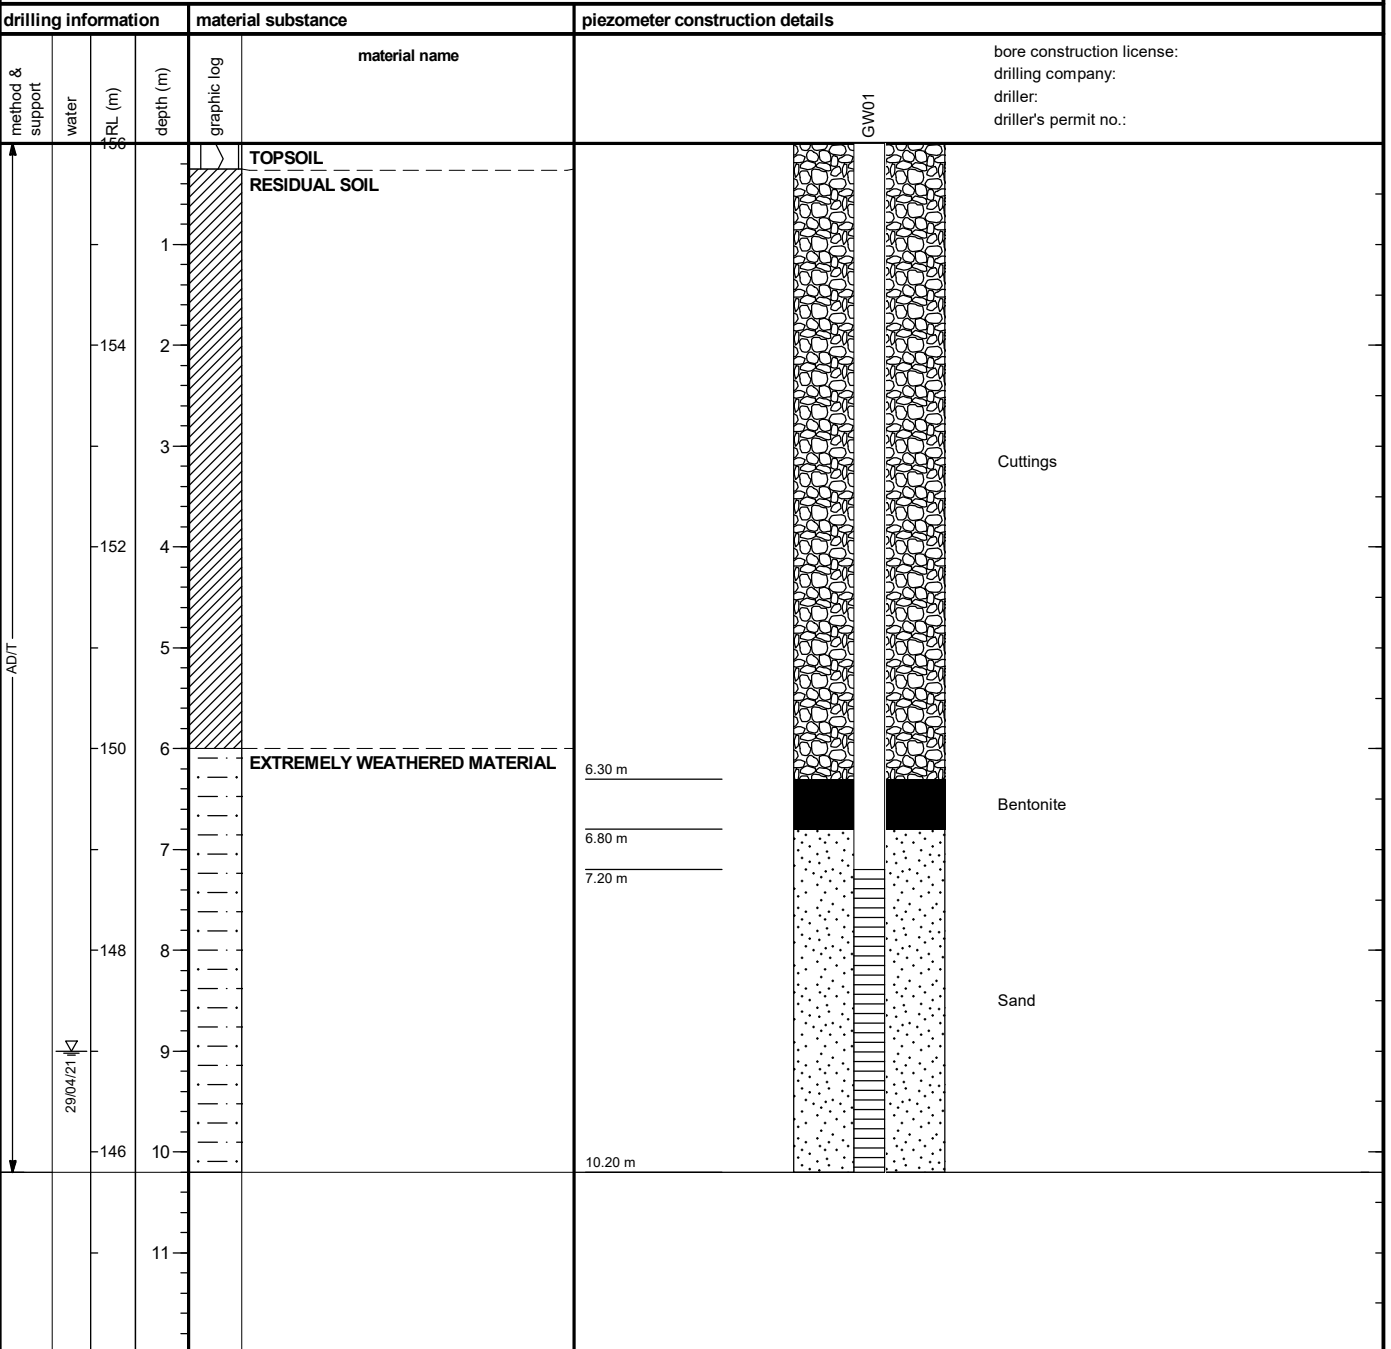 drilling information
material substance
piezometer construction details
method &
support
water
RL (m)
depth (m)
graphic log
material name
GW01
bore construction license:
drilling company:
driller:
driller's permit no.:
156
TOPSOIL
RESIDUAL SOIL
1
154
2
3
Cuttings
152
4
AD/T
5
150
6
EXTREMELY WEATHERED MATERIAL
6.30 m
Bentonite
6.80 m
7
7.20 m
148
8
Sand
9
29/04/21
146
10
10.20 m
11